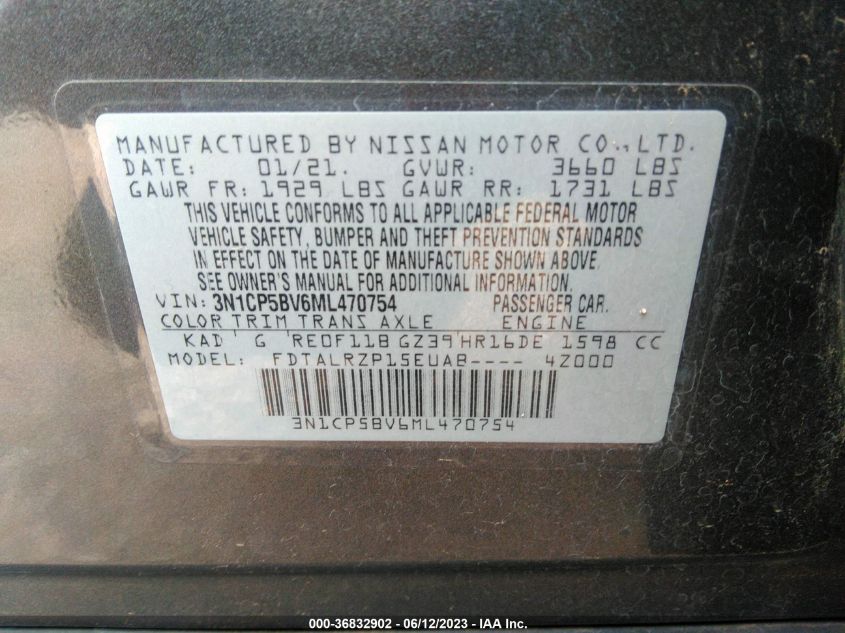 MANUFACTURED BY NISSAN MOTOR CO., LTD.
DATE: 01/21. GVWR: 3660 LBS
GAWR FR: 1929 LBS GAWR RR: 1731 LBS
THIS VEHICLE CONFORMS TO ALL APPLICABLE FEDERAL MOTOR
VEHICLE SAFETY, BUMPER AND THEFT PREVENTION STANDARDS
IN EFFECT ON THE DATE OF MANUFACTURE SHOWN ABOVE.
SEE OWNER'S MANUAL FOR ADDITIONAL INFORMATION.
VIN: 3N1CP5BV6ML470754 PASSENGER CAR.
COLOR TRIM TRANS AXLE ENGINE
KAD G RE0F11B GZ39 HR16DE 1598 CC
MODEL: FDTALRZP15EUAB---- 4Z000
3N1CP5BV6ML470754
000-36832902 - 06/12/2023 - IAA Inc.